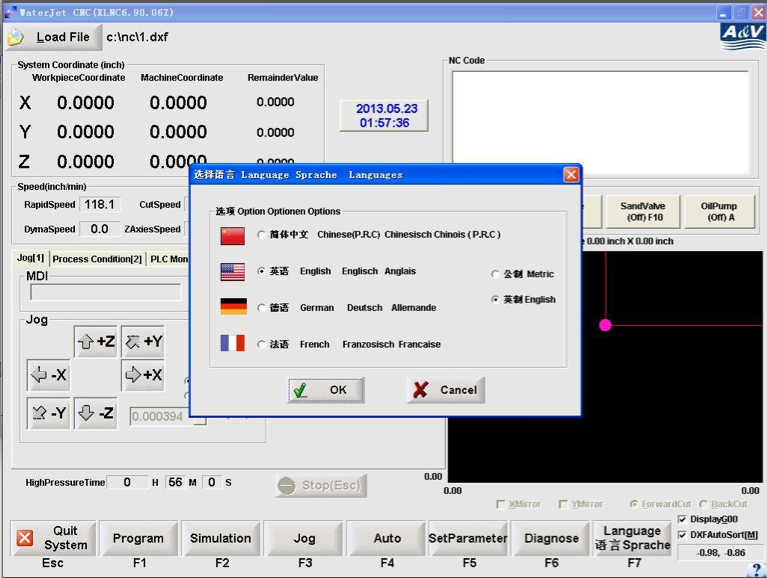 WaterJet CNC(XLNC6.90.06Z)
Load File c:\nc\1.dxf
A&V
System Coordinate (inch)
WorkpieceCoordinate MachineCoordinate RemainderValue
X 0.0000 0.0000 0.0000
Y 0.0000 0.0000 0.0000
Z 0.0000 0.0000 0.0000
2013.05.23
01:57:36
NC Code
Speed(inch/min)
RapidSpeed 118.1 CutSpeed
DymaSpeed 0.0 ZAxiesSpeed
SandValve
(Off) F10
OilPump
(Off) A
0.00 inch X 0.00 inch
Jog[1] Process Condition[2] PLC Mon
MDI
Jog
+Z +Y
-X +X
-Y -Z 0.000394
选择语言 Language Sprache Languages
选项 Option Optionen Options
简体中文 Chinese(P.R.C) Chinesisch Chinois ( P.R.C )
英语 English Englisch Anglais
德语 German Deutsch Allemande
法语 French Franzosisch Francaise
公制 Metric
英制 English
OK Cancel
HighPressureTime 0 H 56 M 0 S
Stop(Esc)
0.00
0.00 0.00
XMirror YMirror ForwardCut BackCut
Quit
System
Program
Simulation
Jog
Auto
SetParameter
Diagnose
Language
语言Sprache
Esc F1 F2 F3 F4 F5 F6 F7
DisplayG00
DXFAutoSort[M]
-0.98, -0.86
?